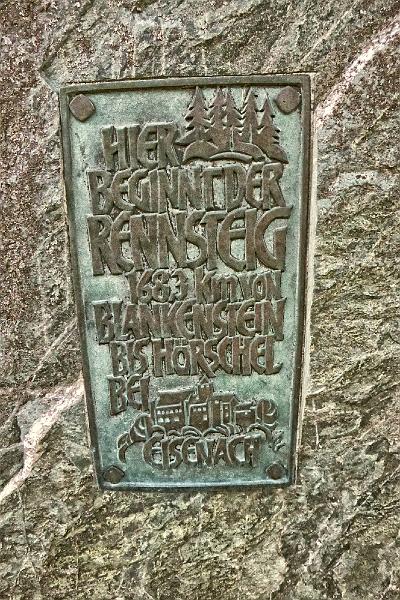 HIER
BEGINNT DER
RENNSTEIG
168,3 km VON
BLANKENSTEIN
BIS HÖRSCHEL
BEI
EISENACH